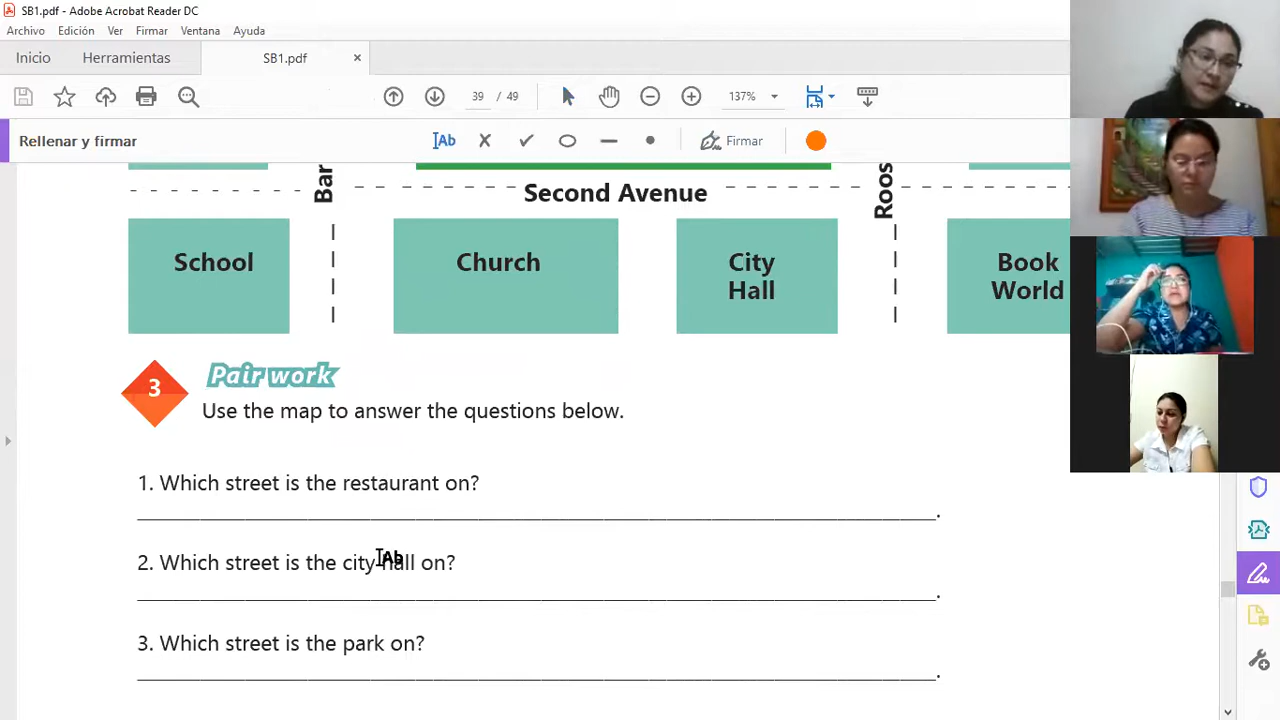 SB1.pdf - Adobe Acrobat Reader DC
Archivo Edición Ver Firmar Ventana Ayuda
Inicio Herramientas SB1.pdf ×
39 / 49 137%
Rellenar y firmar Ab Firmar
Bar Second Avenue Roos
School Church City Hall Book World
3 Pair work
Use the map to answer the questions below.
1. Which street is the restaurant on?
2. Which street is the city hall on?
3. Which street is the park on?